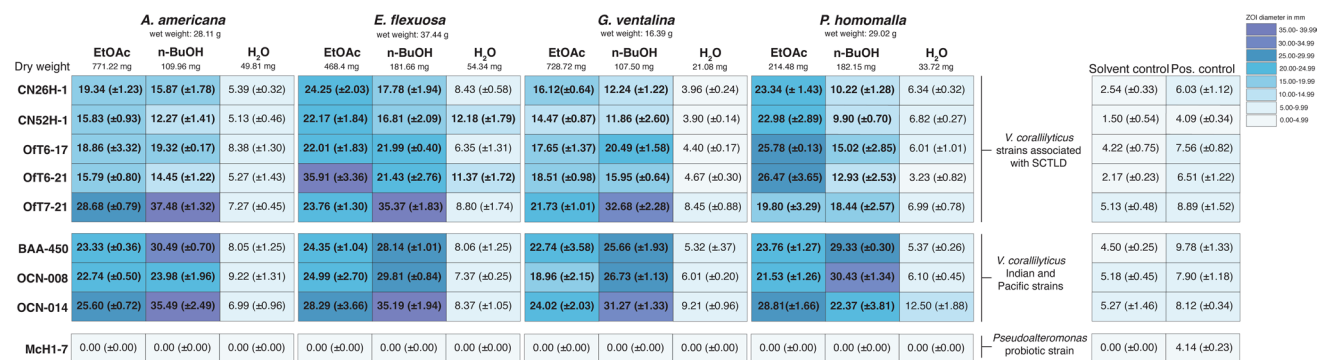 A. americana E. flexuosa G. ventalina P. homomalla
wet weight: 28.11 g wet weight: 37.44 g wet weight: 16.39 g wet weight: 29.02 g
EtOAc n-BuOH H2O EtOAc n-BuOH H2O EtOAc n-BuOH H2O EtOAc n-BuOH H2O
Dry weight 771.22 mg 109.96 mg 49.81 mg 468.4 mg 181.66 mg 54.34 mg 728.72 mg 107.50 mg 21.08 mg 214.48 mg 182.15 mg 33.72 mg Solvent control Pos. control
CN26H-1 19.34 (±1.23) 15.87 (±1.78) 5.39 (±0.32) 24.25 (±2.03) 17.78 (±1.94) 8.43 (±0.58) 16.12(±0.64) 12.24 (±1.22) 3.96 (±0.24) 23.34 (± 1.43) 10.22 (±1.28) 6.34 (±0.32) 2.54 (±0.33) 6.03 (±1.12)
CN52H-1 15.83 (±0.93) 12.27 (±1.41) 5.13 (±0.46) 22.17 (±1.84) 16.81 (±2.09) 12.18 (±1.79) 14.47 (±0.87) 11.86 (±2.60) 3.90 (±0.14) 22.98 (±2.89) 9.90 (±0.70) 6.82 (±0.27) 1.50 (±0.54) 4.09 (±0.34)
OfT6-17 18.86 (±3.32) 19.32 (±0.17) 8.38 (±1.30) 22.01 (±1.83) 21.99 (±0.40) 6.35 (±1.31) 17.65 (±1.37) 20.49 (±1.58) 4.40 (±0.17) 25.78 (±0.13) 15.02 (±2.85) 6.01 (±1.01) 4.22 (±0.75) 7.56 (±0.82)
OfT6-21 15.79 (±0.80) 14.45 (±1.22) 5.27 (±1.43) 35.91 (±3.36) 21.43 (±2.76) 11.37 (±1.72) 18.51 (±0.98) 15.95 (±0.64) 4.67 (±0.30) 26.47 (±3.65) 12.93 (±2.53) 3.23 (±0.82) 2.17 (±0.23) 6.51 (±1.22)
OfT7-21 28.68 (±0.79) 37.48 (±1.32) 7.27 (±0.45) 23.76 (±1.30) 35.37 (±1.83) 8.80 (±1.74) 21.73 (±1.01) 32.68 (±2.28) 8.45 (±0.88) 19.80 (±3.29) 18.44 (±2.57) 6.99 (±0.78) 5.13 (±0.48) 8.89 (±1.52)
V. corallilyticus
strains associated
with SCTLD
BAA-450 23.33 (±0.36) 30.49 (±0.70) 8.05 (±1.25) 24.35 (±1.04) 28.14 (±1.01) 8.06 (±1.25) 22.74 (±3.58) 25.66 (±1.93) 5.32 (±.37) 23.76 (±1.27) 29.33 (±0.30) 5.37 (±0.26) 4.50 (±0.25) 9.78 (±1.33)
OCN-008 22.74 (±0.50) 23.98 (±1.96) 9.22 (±1.31) 24.99 (±2.70) 29.81 (±0.84) 7.37 (±0.25) 18.96 (±2.15) 26.73 (±1.13) 6.01 (±0.20) 21.53 (±1.26) 30.43 (±1.34) 6.10 (±0.45) 5.18 (±0.45) 7.90 (±1.18)
OCN-014 25.60 (±0.72) 35.49 (±2.49) 6.99 (±0.96) 28.29 (±3.66) 35.19 (±1.94) 8.37 (±1.05) 24.02 (±2.03) 31.27 (±1.33) 9.21 (±0.96) 28.81(±1.66) 22.37 (±3.81) 12.50 (±1.88) 5.27 (±1.46) 8.12 (±0.34)
V. corallilyticus
Indian and
Pacific strains
McH1-7 0.00 (±0.00) 0.00 (±0.00) 0.00 (±0.00) 0.00 (±0.00) 0.00 (±0.00) 0.00 (±0.00) 0.00 (±0.00) 0.00 (±0.00) 0.00 (±0.00) 0.00 (±0.00) 0.00 (±0.00) 0.00 (±0.00) 0.00 (±0.00) 4.14 (±0.23)
Pseudoalteromonas
probiotic strain
ZOI diameter in mm
35.00- 39.999
30.00-34.99
25.00-29.99
20.00-24.99
15.00-19.99
10.00-14.99
5.00-9.99
0.00-4.99